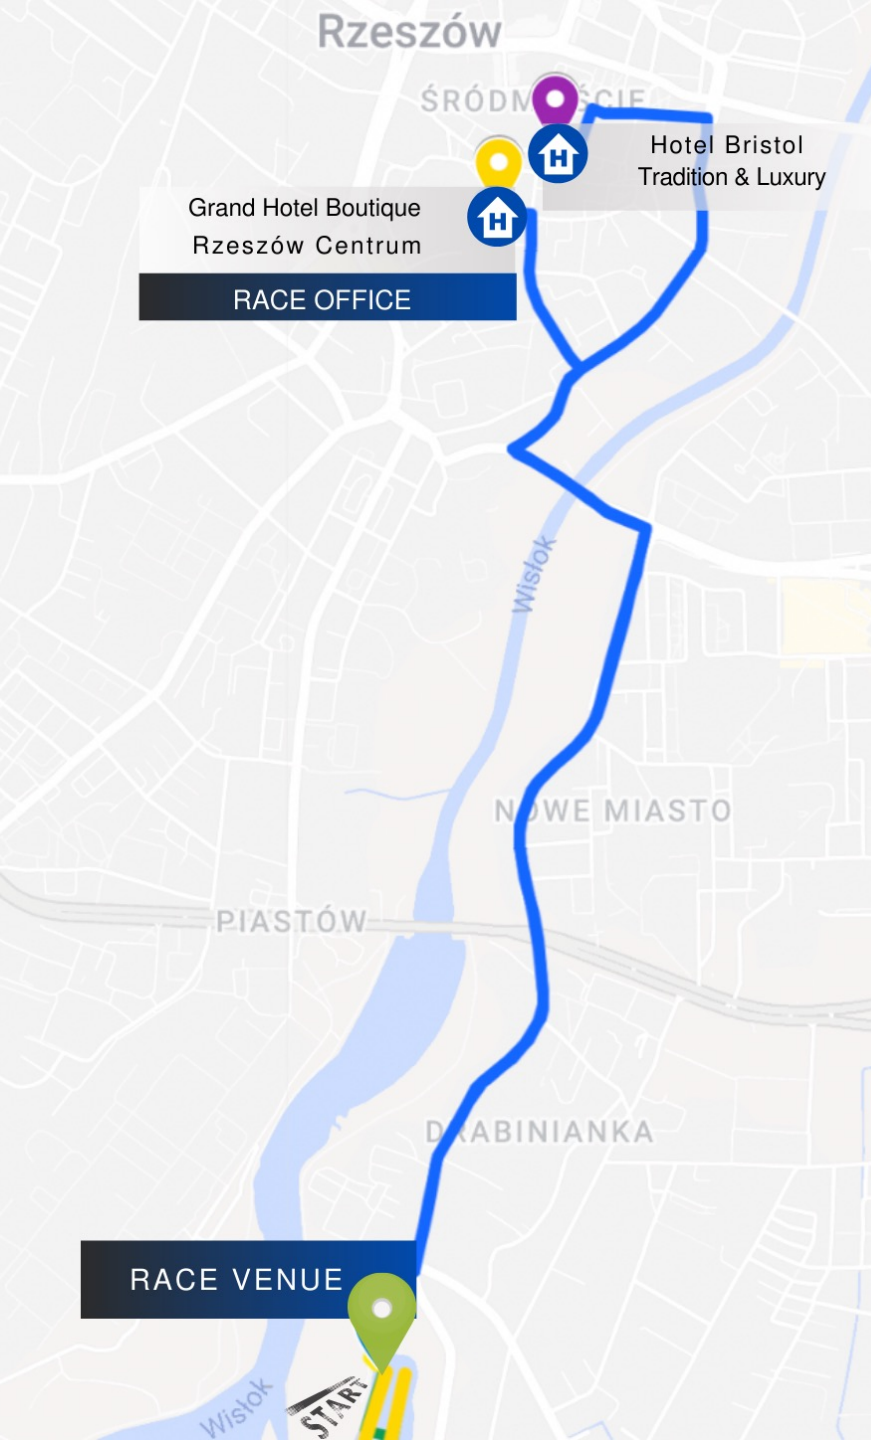 Rzeszów
ŚRÓDM
ŚCIE
H
Hotel Bristol
Tradition & Luxury
Grand Hotel Boutique
Rzeszów Centrum
H
RACE OFFICE
Wisłok
NOWE MIASTO
PIASTÓW
DRABINIANKA
RACE VENUE
START
Wisłok